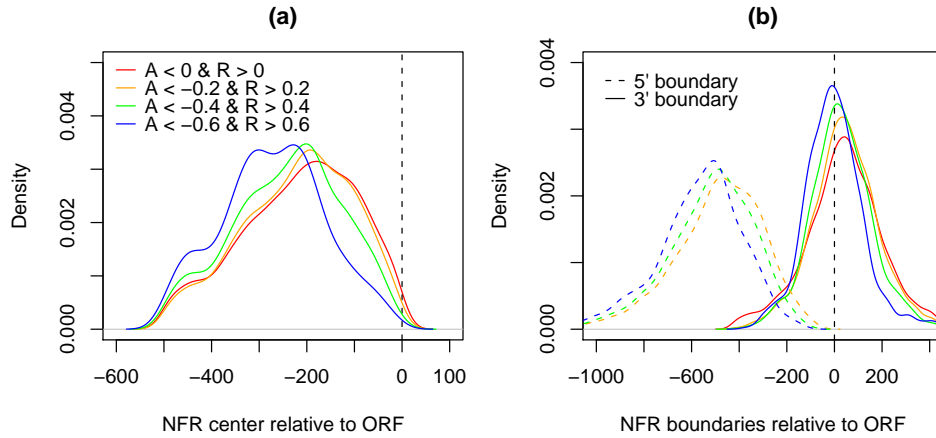 (a)
A < 0 & R > 0
A < −0.2 & R > 0.2
A < −0.4 & R > 0.4
A < −0.6 & R > 0.6
Density
0.000
0.002
0.004
−600
−400
−200
0
100
NFR center relative to ORF
(b)
5' boundary
3' boundary
Density
0.000
0.002
0.004
−1000
−600
−200
0
200
NFR boundaries relative to ORF